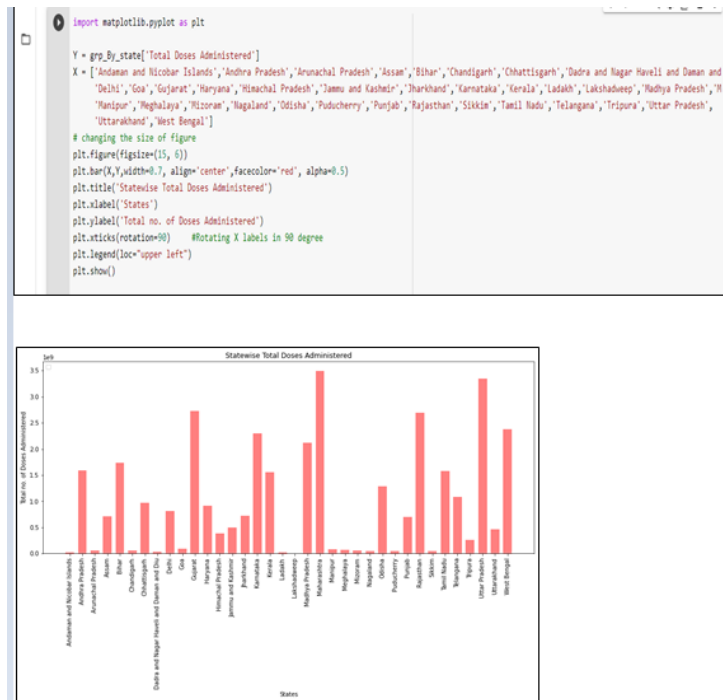 import matplotlib.pyplot as plt
Y = grp_By_state['Total Doses Administered']
X = ['Andaman and Nicobar Islands','Andhra Pradesh','Arunachal Pradesh','Assam','Bihar','Chandigarh','Chhattisgarh','Dadra and Nagar Haveli and Daman and
'Delhi','Goa','Gujarat','Haryana','Himachal Pradesh','Jammu and Kashmir','Jharkhand','Karnataka','Kerala','Ladakh','Lakshadweep','Madhya Pradesh','M
'Manipur','Meghalaya','Mizoram','Nagaland','Odisha','Puducherry','Punjab','Rajasthan','Sikkim','Tamil Nadu','Telangana','Tripura','Uttar Pradesh',
'Uttarakhand','West Bengal']
# changing the size of figure
plt.figure(figsize=(15, 6))
plt.bar(X,Y,width=0.7, align='center',facecolor='red', alpha=0.5)
plt.title('Statewise Total Doses Administered')
plt.xlabel('States')
plt.ylabel('Total no. of Doses Administered')
plt.xticks(rotation=90) #Rotating X labels in 90 degree
plt.legend(loc="upper left")
plt.show()
Statewise Total Doses Administered
1e9
3.5
3.0
2.5
2.0
1.5
1.0
0.5
0.0
Total no. of Doses Administered
Andaman and Nicobar Islands
Andhra Pradesh
Arunachal Pradesh
Assam
Bihar
Chandigarh
Chhattisgarh
Dadra and Nagar Haveli and Daman and Diu
Delhi
Goa
Gujarat
Haryana
Himachal Pradesh
Jammu and Kashmir
Jharkhand
Karnataka
Kerala
Ladakh
Lakshadweep
Madhya Pradesh
Maharashtra
Manipur
Meghalaya
Mizoram
Nagaland
Odisha
Puducherry
Punjab
Rajasthan
Sikkim
Tamil Nadu
Telangana
Tripura
Uttar Pradesh
Uttarakhand
West Bengal
States